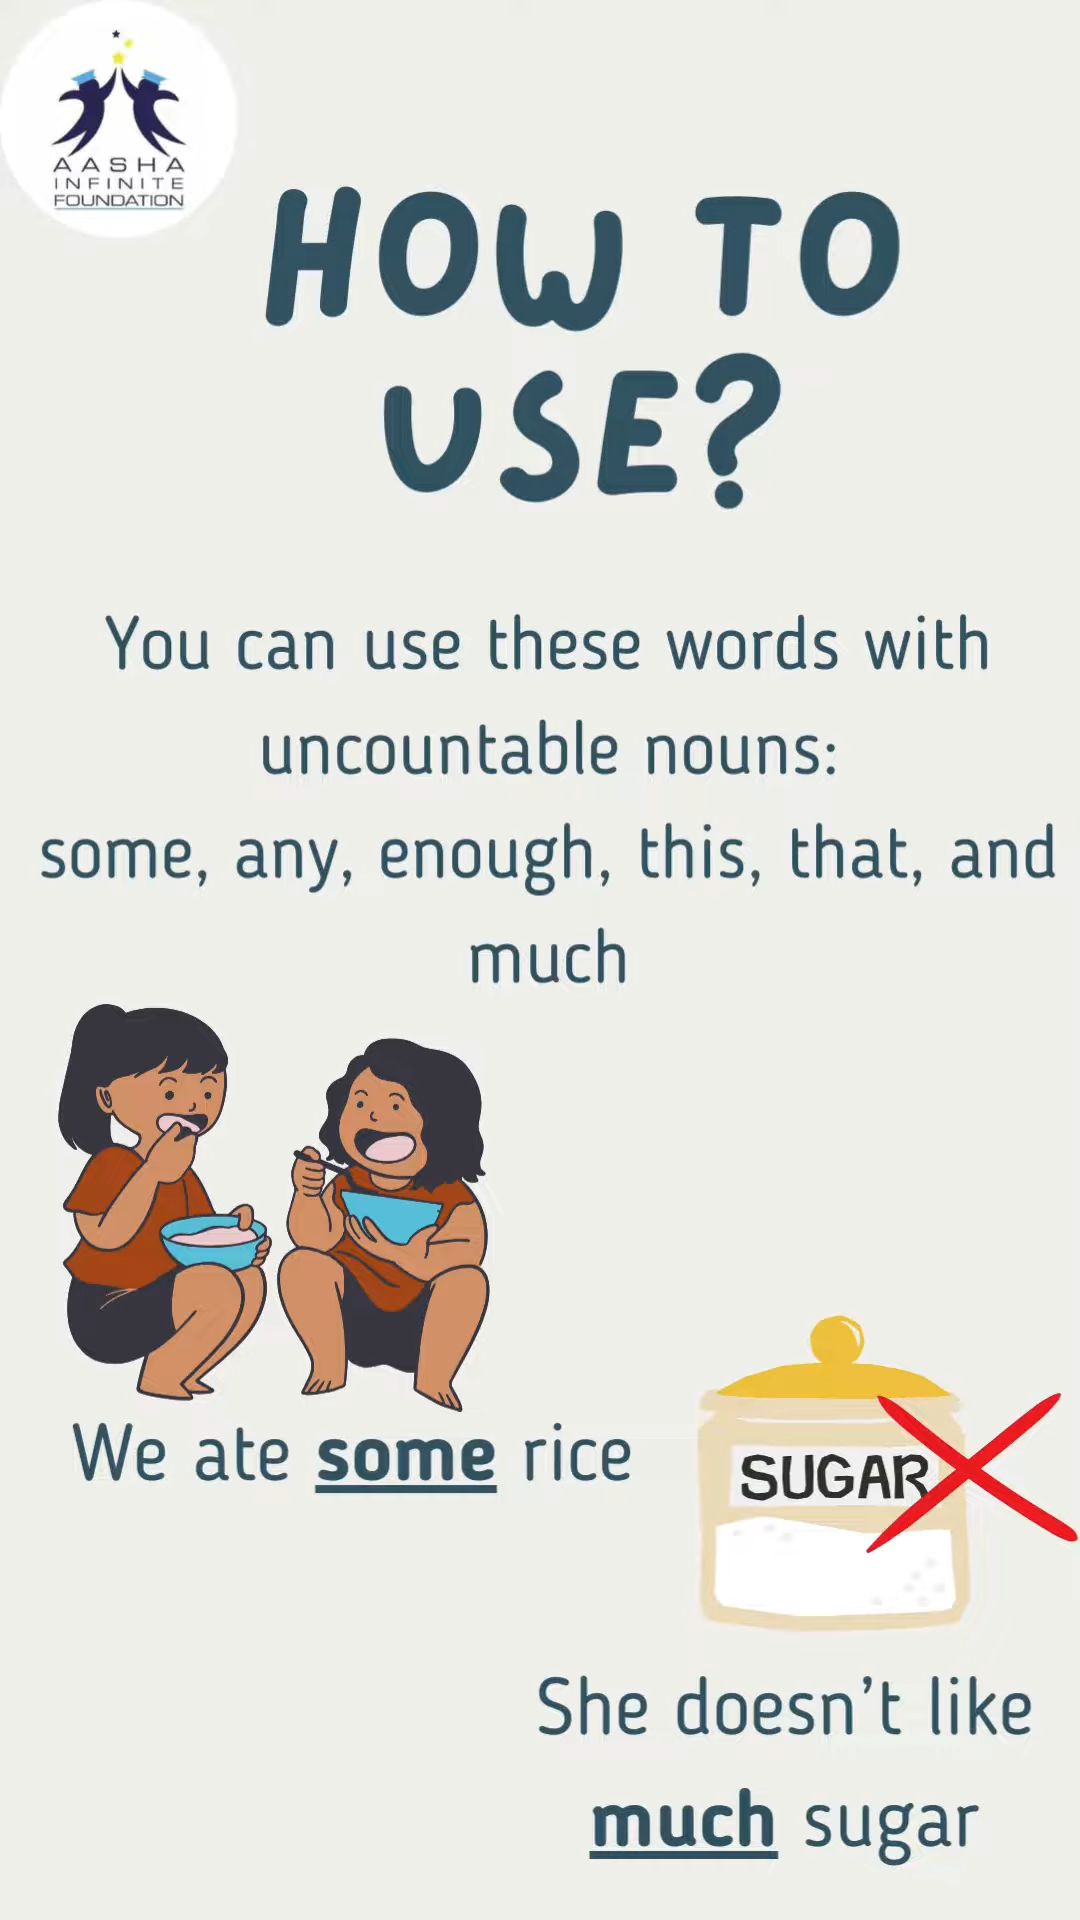 AASHA
INFINITE
FOUNDATION
HOW TO
USE?
You can use these words with
uncountable nouns:
some, any, enough, this, that, and
much
We ate some rice
SUGAR
She doesn't like
much sugar